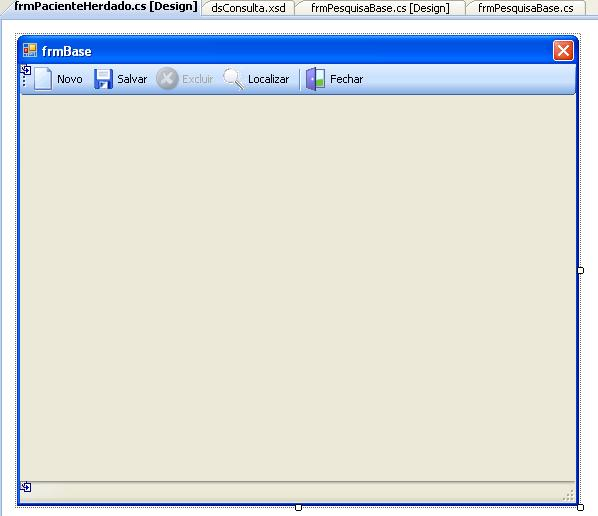 frmPacienteHerdado.cs [Design] dsConsulta.xsd frmPesquisaBase.cs [Design] frmPesquisaBase.cs
frmBase
Novo Salvar Excluir Localizar Fechar